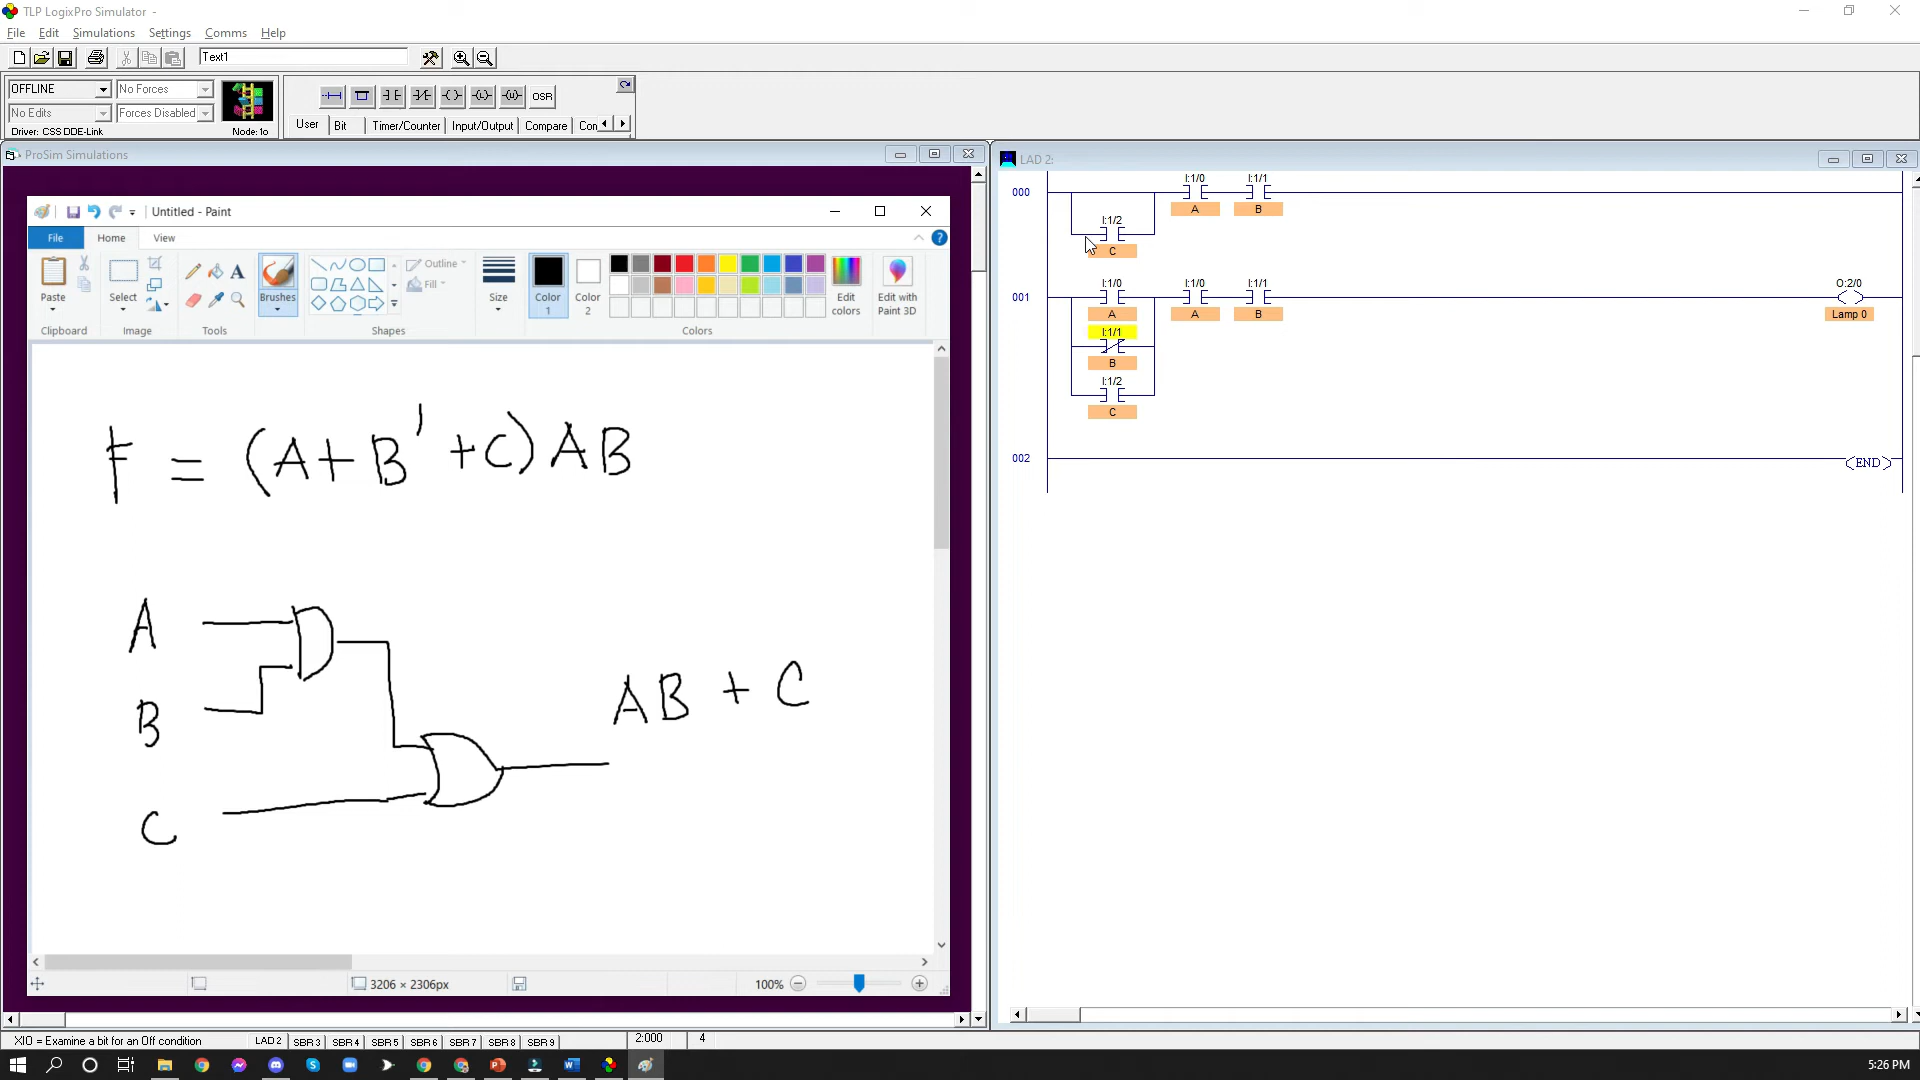 TLP LogixPro Simulator -
File Edit Simulations Settings Comms Help
Text1
OFFLINE No Forces
No Edits Forces Disabled
Driver: CSS DDE-Link Node: 1o
OSR
User Bit Timer/Counter Input/Output Compare Con
ProSim Simulations
Untitled - Paint
File Home View
Paste Select Brushes Outline Fill Size Color 1 Color 2 Edit colors Edit with Paint 3D
Clipboard Image Tools Shapes Colors
F = (A+B'+C)AB
A
B
AB + C
C
3206 × 2306px 100%
LAD 2:
000 I:1/0 I:1/1
A B
I:1/2
C
I:1/0 I:1/0 I:1/1 O:2/0
001
A A B Lamp 0
I:1/1
B
I:1/2
C
002 END
XIO = Examine a bit for an Off condition LAD 2 SBR 3 SBR 4 SBR 5 SBR 6 SBR 7 SBR 8 SBR 9 2:000 4
5:26 PM